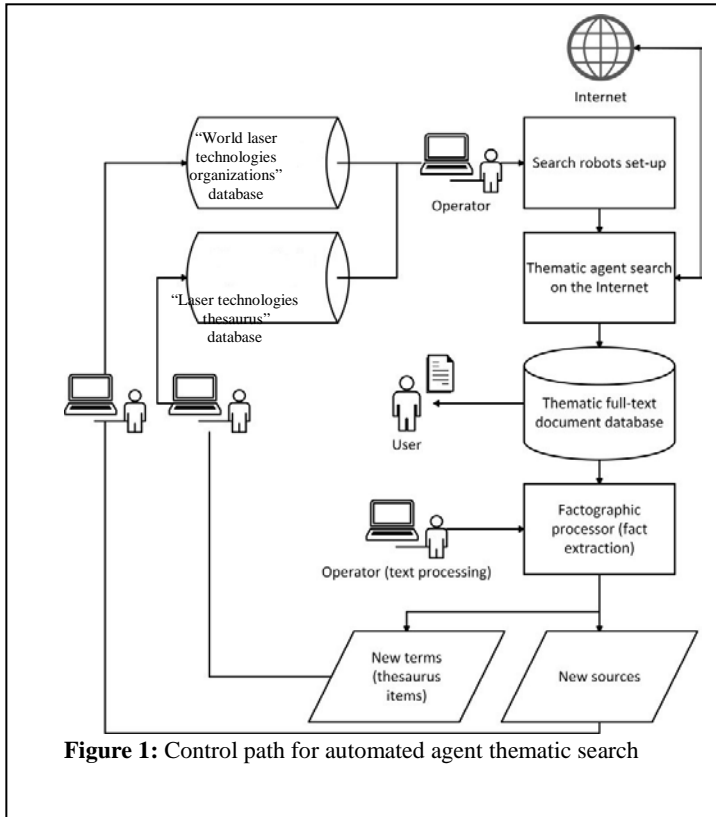 Internet
“World laser
technologies
organizations”
database
Operator
Search robots set-up
“Laser technologies
thesaurus”
database
Thematic agent search
on the Internet
User
Thematic full-text
document database
Operator (text processing)
Factographic
processor (fact
extraction)
New terms
(thesaurus
items)
New sources
Figure 1: Control path for automated agent thematic search